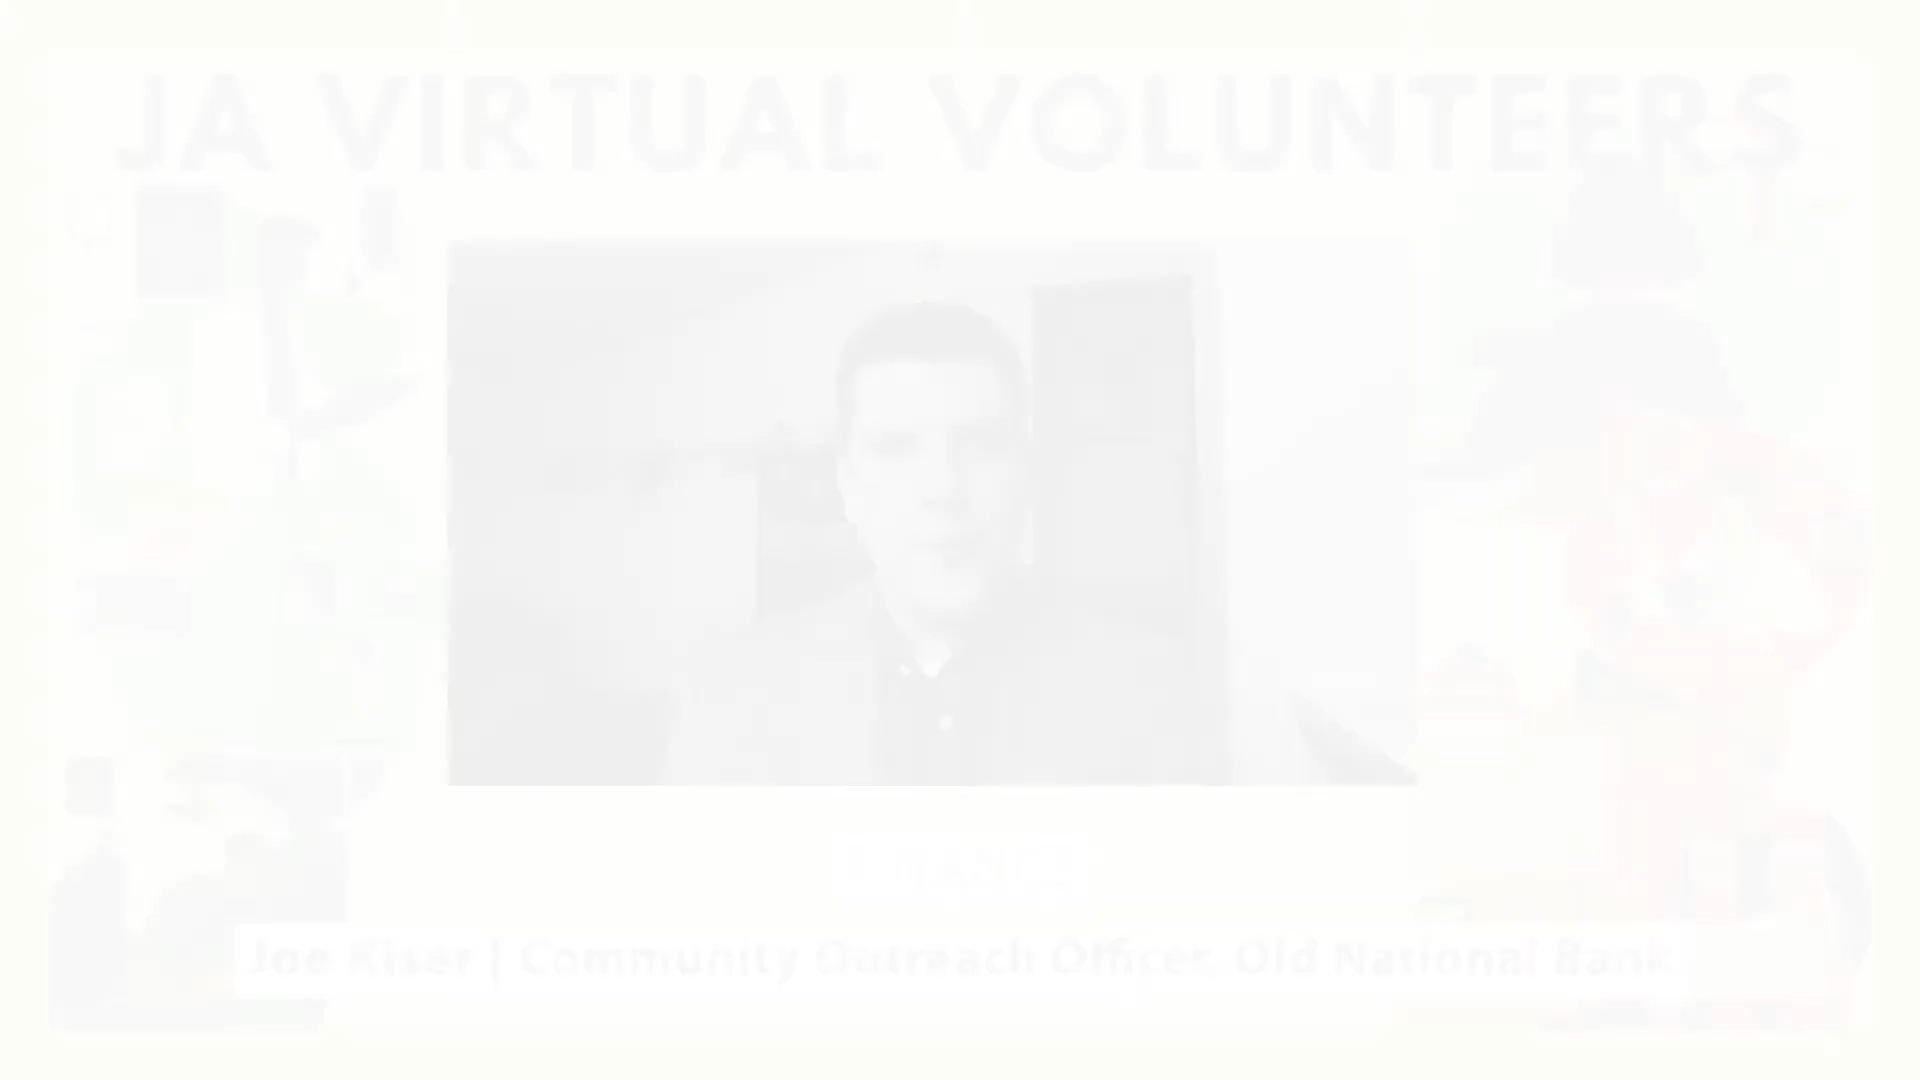 JA VIRTUAL VOLUNTEERS
FINANCE
Joe Kiser | Community Outreach Officer, Old National Bank